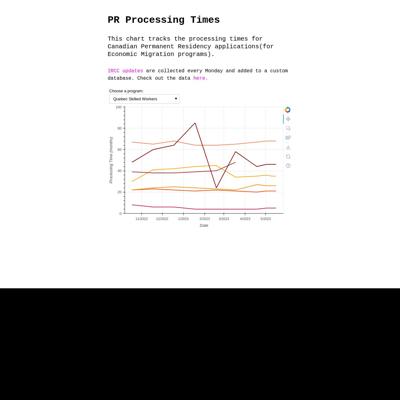 PR Processing Times
This chart tracks the processing times for
Canadian Permanent Residency applications(for
Economic Migration programs).
IRCC updates are collected every Monday and added to a custom
database. Check out the data here.
Choose a program:
Quebec Skilled Workers
100
80
60
40
20
0
Processing Time (months)
11/2022 12/2022 1/2023 2/2023 3/2023 4/2023 5/2023
Date